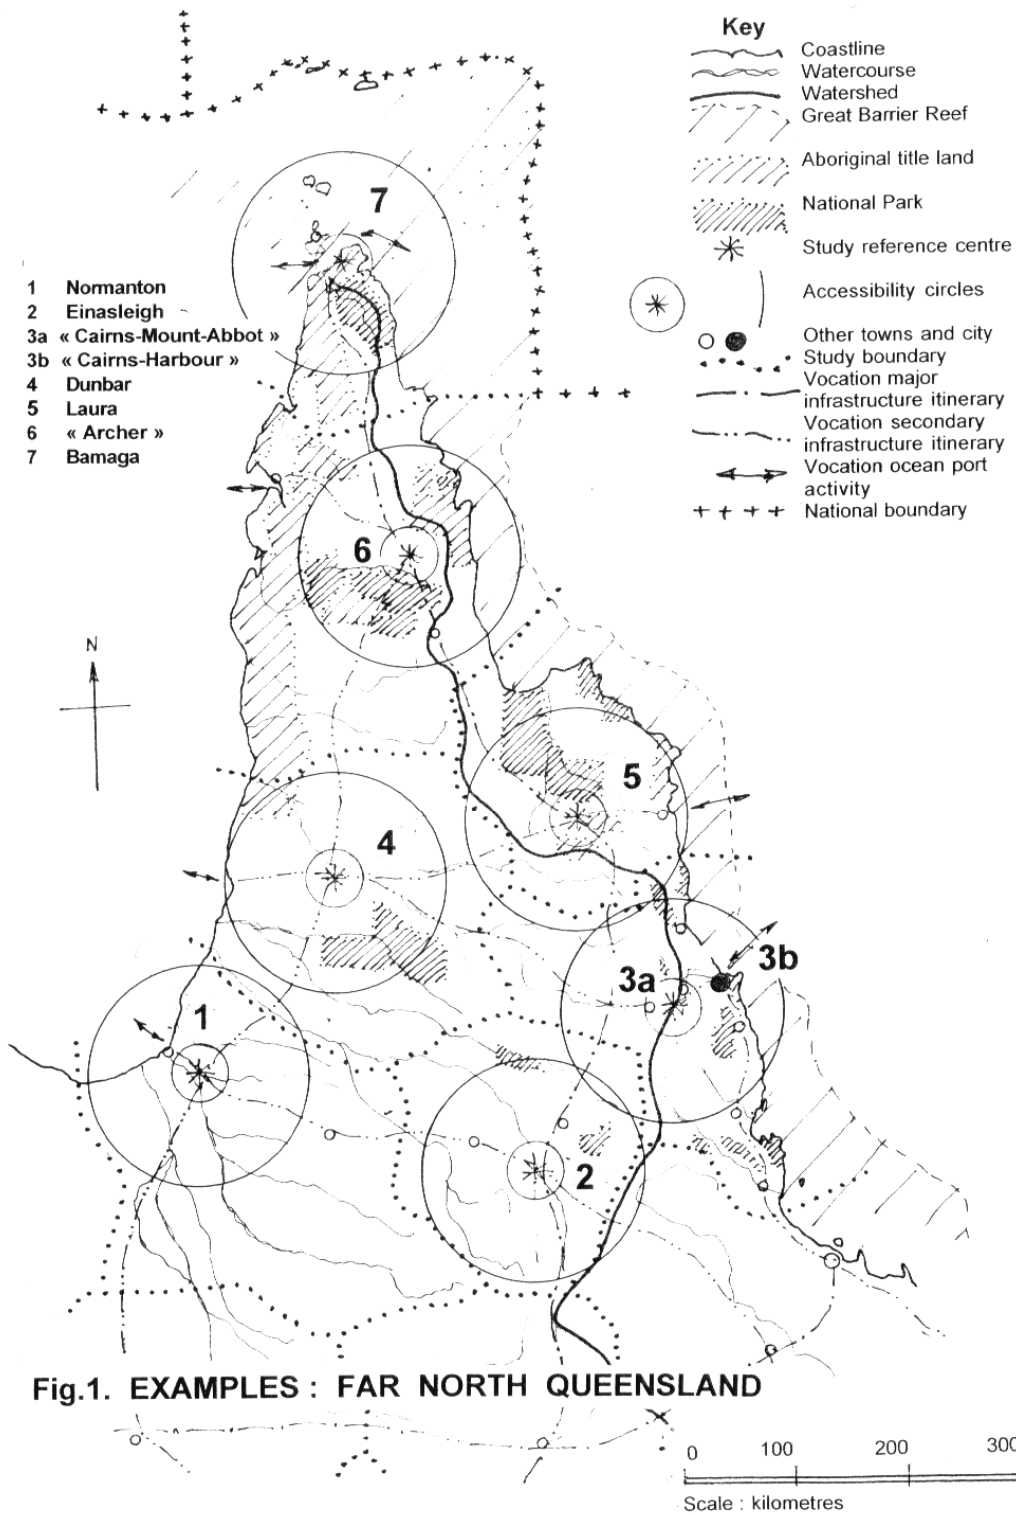 Key
Coastline
Watercourse
Watershed
Great Barrier Reef
Aboriginal title land
National Park
Study reference centre
Accessibility circles
Other towns and city
Study boundary
Vocation major
infrastructure itinerary
Vocation secondary
infrastructure itinerary
Vocation ocean port
activity
National boundary
1 Normanton
2 Einasleigh
3a « Cairns-Mount-Abbot »
3b « Cairns-Harbour »
4 Dunbar
5 Laura
6 « Archer »
7 Bamaga
7
6
N
5
4
3a
3b
1
2
Fig.1. EXAMPLES : FAR NORTH QUEENSLAND
0 100 200 300
Scale : kilometres